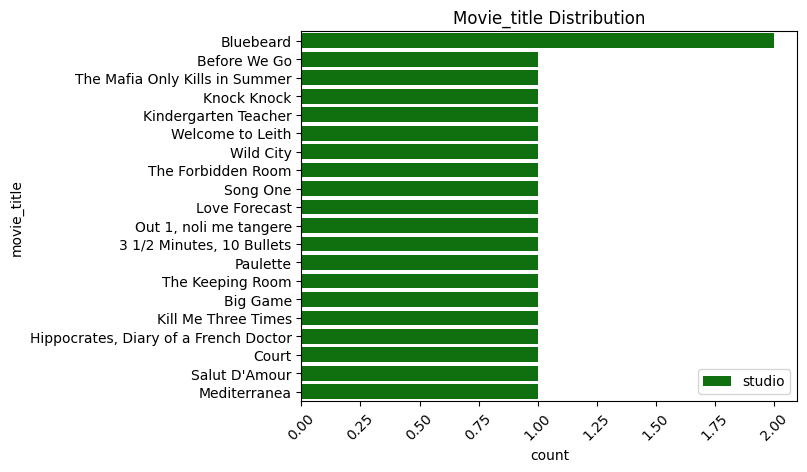 Movie_title Distribution
movie_title
Bluebeard
Before We Go
The Mafia Only Kills in Summer
Knock Knock
Kindergarten Teacher
Welcome to Leith
Wild City
The Forbidden Room
Song One
Love Forecast
Out 1, noli me tangere
3 1/2 Minutes, 10 Bullets
Paulette
The Keeping Room
Big Game
Kill Me Three Times
Hippocrates, Diary of a French Doctor
Court
Salut D'Amour
Mediterranea
studio
0.00 0.25 0.50 0.75 1.00 1.25 1.50 1.75 2.00
count